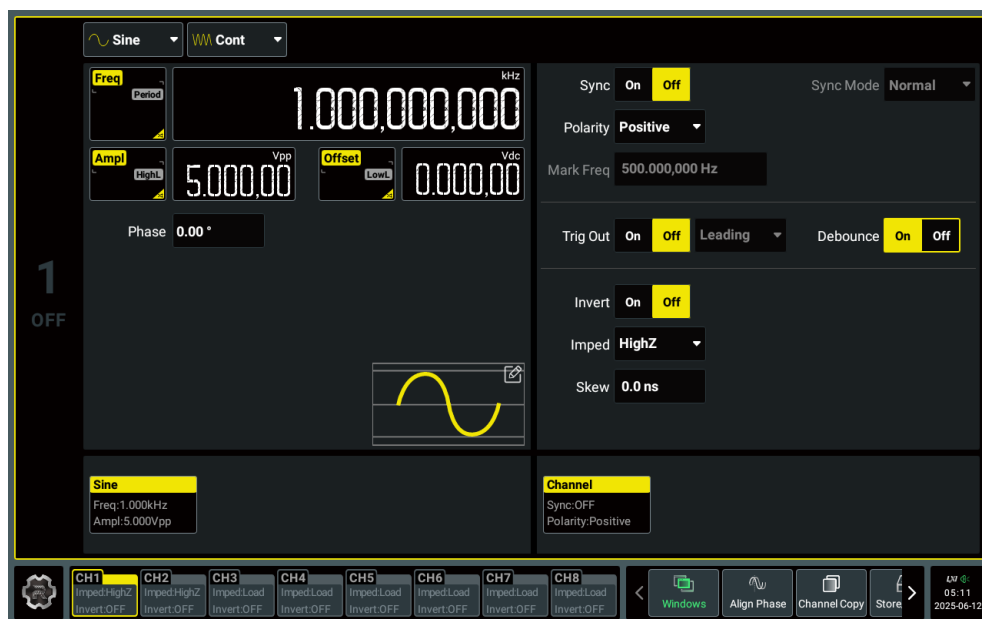 Sine
Cont
Freq
Period
kHz
1.000,000,000
Ampl
HighL
Vpp
5.000,00
Offset
LowL
Vdc
0.000,00
Phase 0.00 °
1
OFF
Sync On Off Sync Mode Normal
Polarity Positive
Mark Freq 500.000,000 Hz
Trig Out On Off Leading Debounce On Off
Invert On Off
Imped HighZ
Skew 0.0 ns
Sine
Freq:1.000kHz
Ampl:5.000Vpp
Channel
Sync:OFF
Polarity:Positive
CH1
Imped:HighZ
Invert:OFF
CH2
Imped:HighZ
Invert:OFF
CH3
Imped:Load
Invert:OFF
CH4
Imped:Load
Invert:OFF
CH5
Imped:Load
Invert:OFF
CH6
Imped:Load
Invert:OFF
CH7
Imped:Load
Invert:OFF
CH8
Imped:Load
Invert:OFF
Windows
Align Phase
Channel Copy
Store
LXI
05:11
2025-06-12